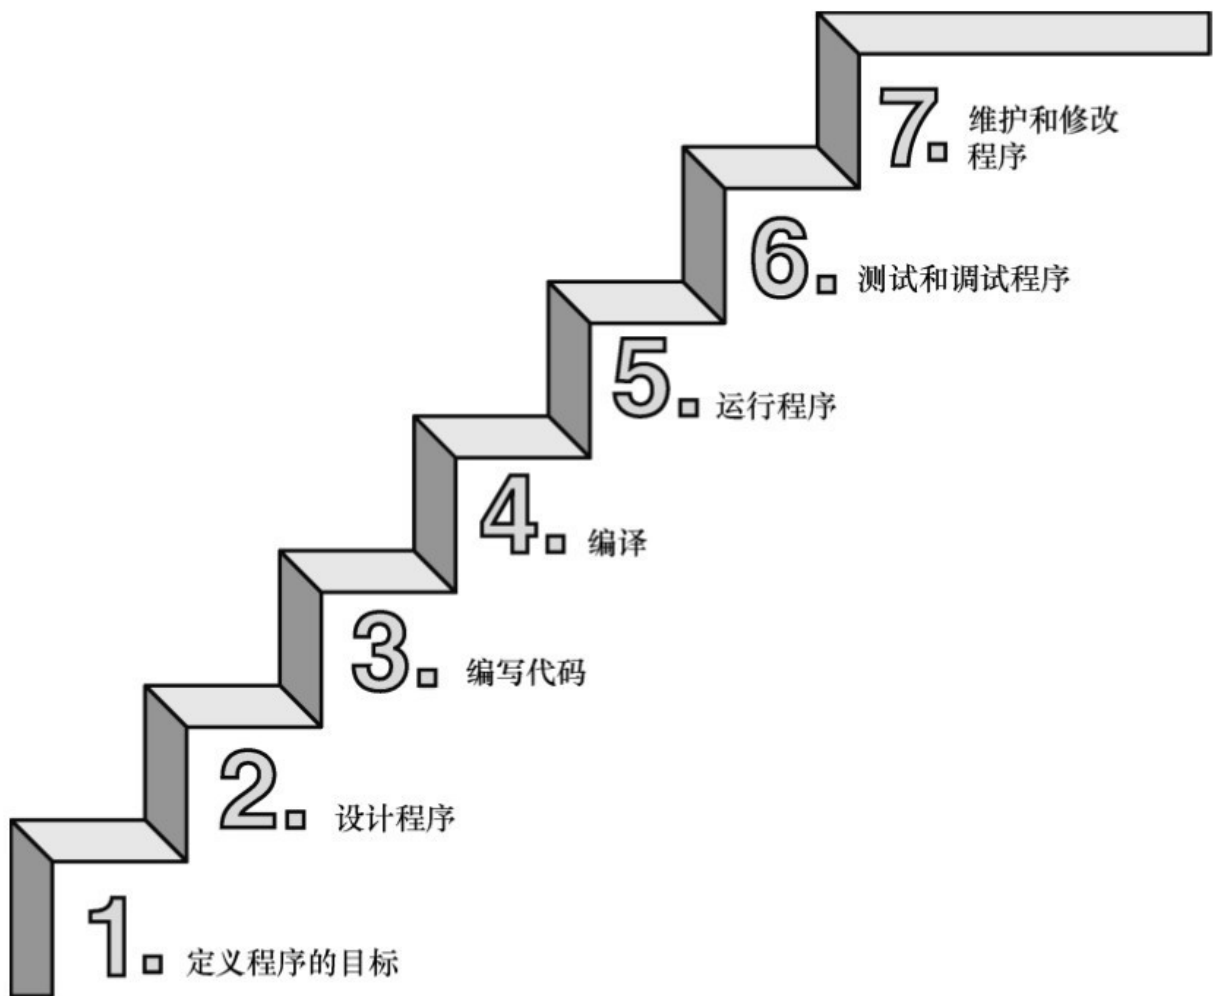 7. 维护和修改
程序
6. 测试和调试程序
5. 运行程序
4. 编译
3. 编写代码
2. 设计程序
1. 定义程序的目标